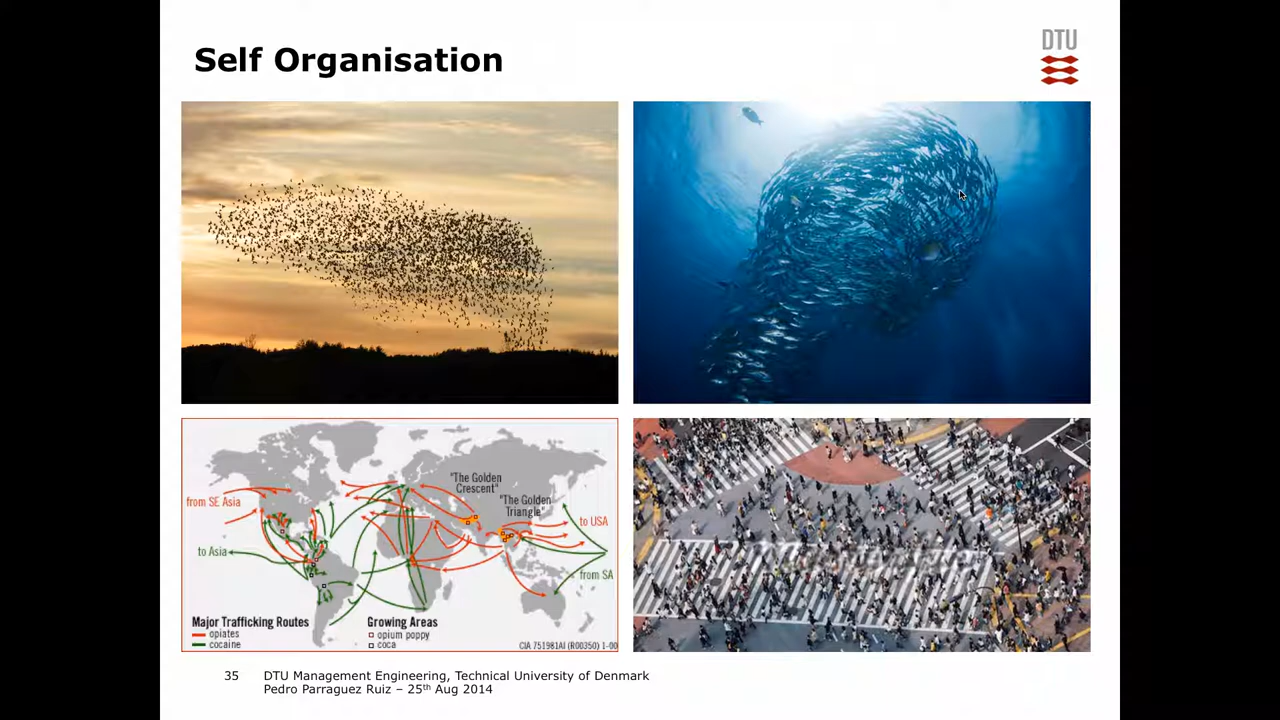 Self Organisation
DTU
"The Golden
Crescent"
"The Golden
Triangle"
from SE Asia
to USA
to Asia
from SA
Major Trafficking Routes
opiates
cocaine
Growing Areas
opium poppy
coca
CIA 751981AI (R00350) 1-00
35
DTU Management Engineering, Technical University of Denmark
Pedro Parraguez Ruiz – 25th Aug 2014